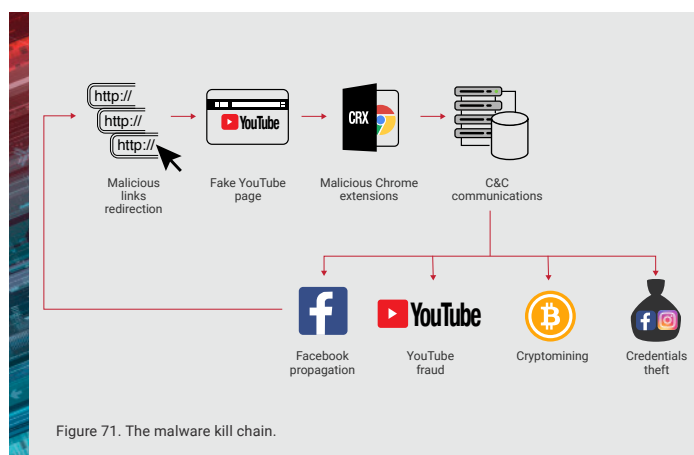 http://
http://
http://
YouTube
CRX
Malicious
links
redirection
Fake YouTube
page
Malicious Chrome
extensions
C&C
communications
YouTube
Facebook
propagation
YouTube
fraud
Cryptomining
Credentials
theft
Figure 71. The malware kill chain.